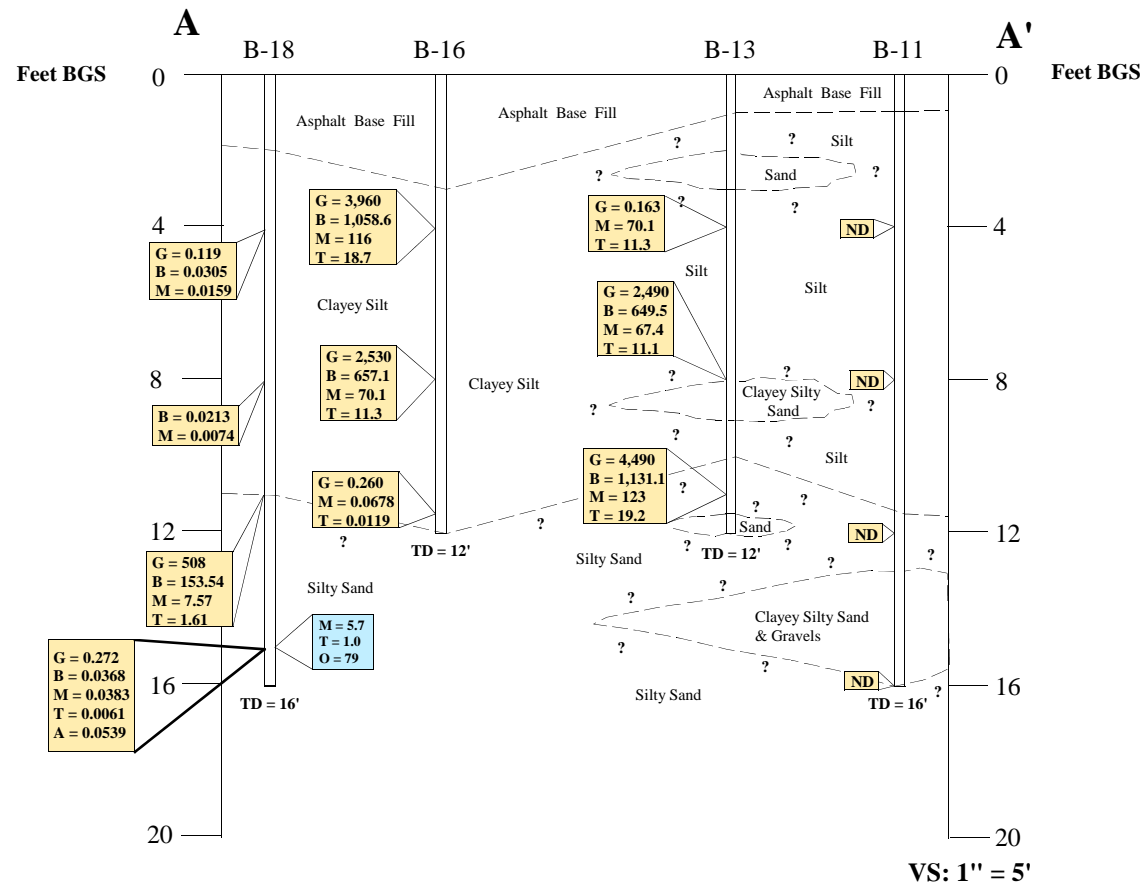 A
A'
B-18
B-16
B-13
B-11
Feet BGS
0
0
Feet BGS
Asphalt Base Fill
Asphalt Base Fill
Asphalt Base Fill
?
?
Silt
?
Sand
?
?
?
4
G = 0.119
B = 0.0305
M = 0.0159
G = 3,960
B = 1,058.6
M = 116
T = 18.7
G = 0.163
M = 70.1
T = 11.3
ND
4
Silt
Silt
Clayey Silt
G = 2,490
B = 649.5
M = 67.4
T = 11.1
8
B = 0.0213
M = 0.0074
G = 2,530
B = 657.1
M = 70.1
T = 11.3
Clayey Silt
?
?
ND
8
?
Clayey Silty
Sand
?
?
?
Silt
G = 4,490
B = 1,131.1
M = 123
T = 19.2
?
?
?
G = 0.260
M = 0.0678
T = 0.0119
?
12
?
TD = 12'
Sand
?
?
TD = 12'
ND
12
?
?
Silty Sand
G = 508
B = 153.54
M = 7.57
T = 1.61
Silty Sand
?
?
Clayey Silty Sand
& Gravels
?
?
M = 5.7
T = 1.0
O = 79
G = 0.272
B = 0.0368
M = 0.0383
T = 0.0061
A = 0.0539
16
TD = 16'
Silty Sand
ND
TD = 16'
?
16
20
20
VS: 1" = 5'